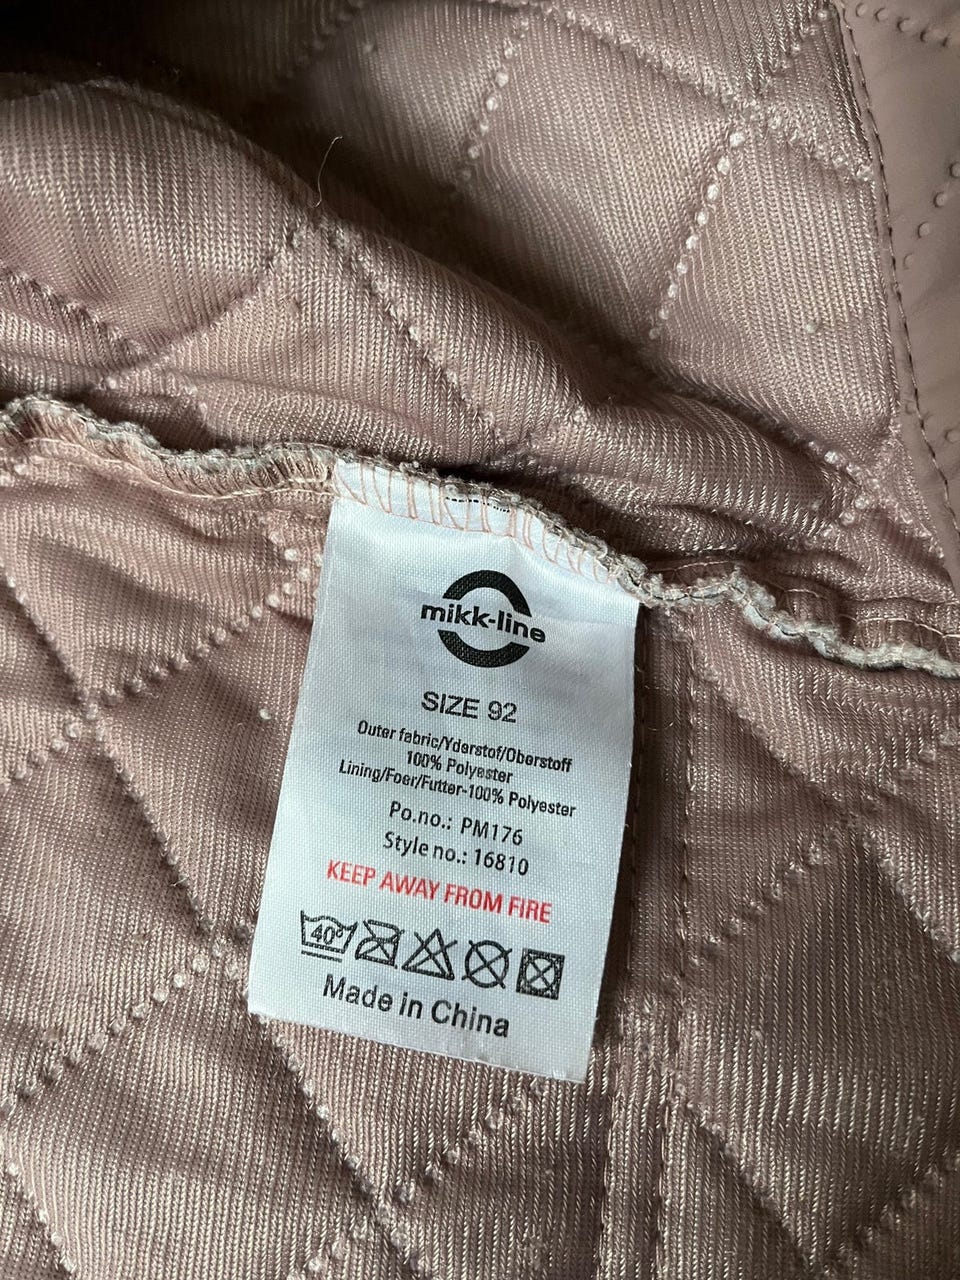 mikk-line
SIZE 92
Outer fabric/Yderstof/Oberstoff
100% Polyester
Lining/Foer/Futter-100% Polyester
Po.no.: PM176
Style no.: 16810
KEEP AWAY FROM FIRE
40°
Made in China